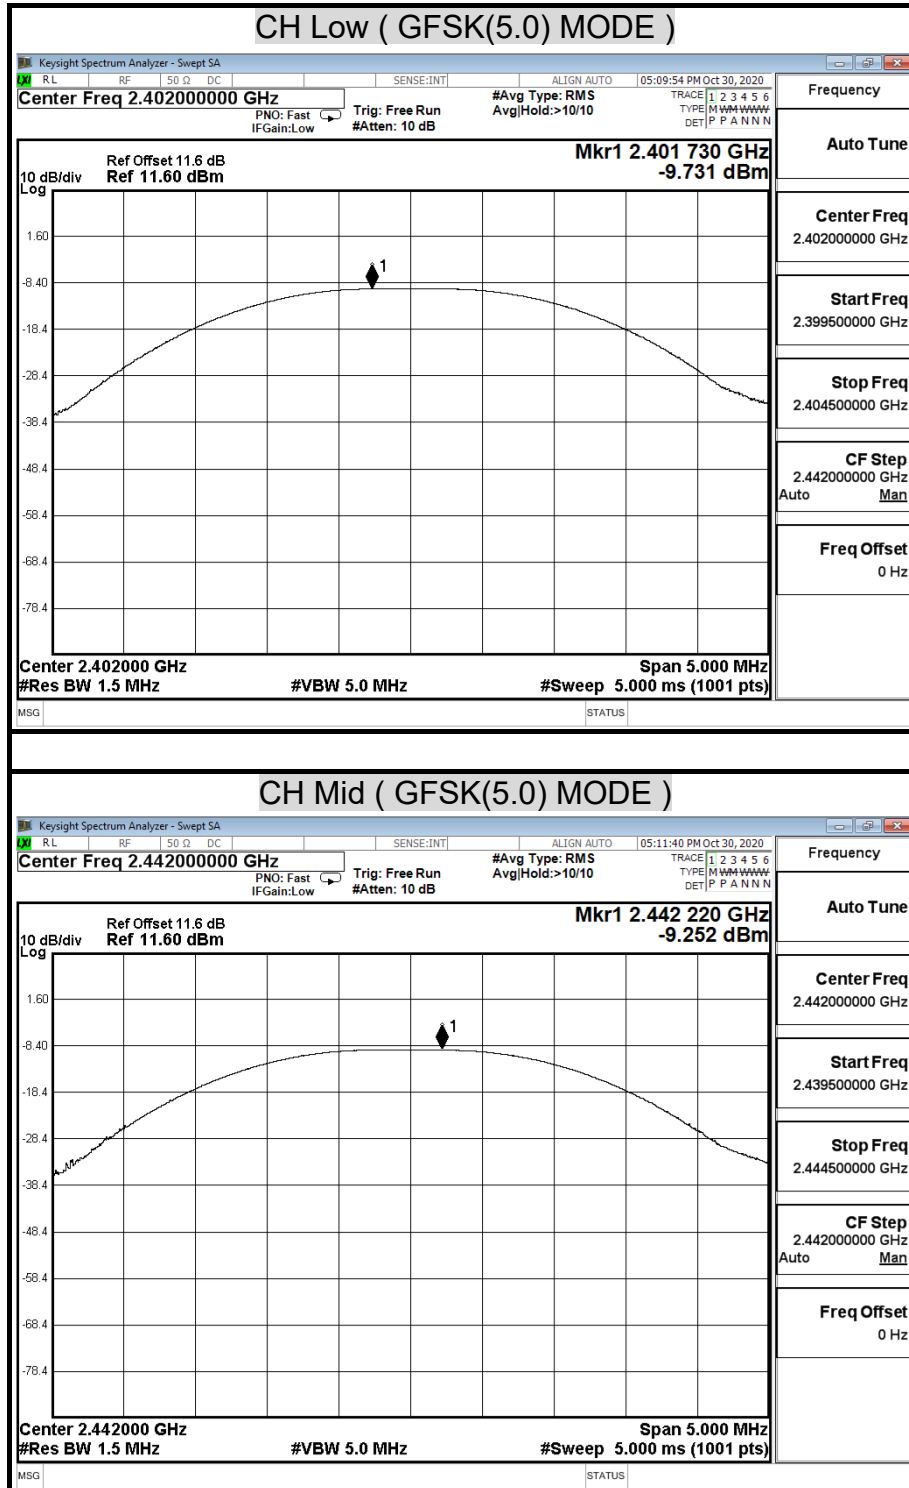 CH Low ( GFSK(5.0) MODE )
Keysight Spectrum Analyzer - Swept SA
LXI RL RF 50 Ω DC SENSE:INT ALIGN AUTO 05:09:54 PM Oct 30, 2020
Center Freq 2.402000000 GHz
PNO: Fast
IFGain:Low
Trig: Free Run
#Atten: 10 dB
#Avg Type: RMS
Avg|Hold:>10/10
TRACE 1 2 3 4 5 6
TYPE M WM WWWW
DET P P A N N N
Frequency
Auto Tune
Center Freq
2.402000000 GHz
Start Freq
2.399500000 GHz
Stop Freq
2.404500000 GHz
CF Step
2.442000000 GHz
Auto Man
Freq Offset
0 Hz
Ref Offset 11.6 dB
10 dB/div Ref 11.60 dBm
Log
Mkr1 2.401 730 GHz
-9.731 dBm
1
1.60
-8.40
-18.4
-28.4
-38.4
-48.4
-58.4
-68.4
-78.4
Center 2.402000 GHz Span 5.000 MHz
#Res BW 1.5 MHz #VBW 5.0 MHz #Sweep 5.000 ms (1001 pts)
MSG STATUS
CH Mid ( GFSK(5.0) MODE )
Keysight Spectrum Analyzer - Swept SA
LXI RL RF 50 Ω DC SENSE:INT ALIGN AUTO 05:11:40 PM Oct 30, 2020
Center Freq 2.442000000 GHz
PNO: Fast
IFGain:Low
Trig: Free Run
#Atten: 10 dB
#Avg Type: RMS
Avg|Hold:>10/10
TRACE 1 2 3 4 5 6
TYPE M WM WWWW
DET P P A N N N
Frequency
Auto Tune
Center Freq
2.442000000 GHz
Start Freq
2.439500000 GHz
Stop Freq
2.444500000 GHz
CF Step
2.442000000 GHz
Auto Man
Freq Offset
0 Hz
Ref Offset 11.6 dB
10 dB/div Ref 11.60 dBm
Log
Mkr1 2.442 220 GHz
-9.252 dBm
1
1.60
-8.40
-18.4
-28.4
-38.4
-48.4
-58.4
-68.4
-78.4
Center 2.442000 GHz Span 5.000 MHz
#Res BW 1.5 MHz #VBW 5.0 MHz #Sweep 5.000 ms (1001 pts)
MSG STATUS